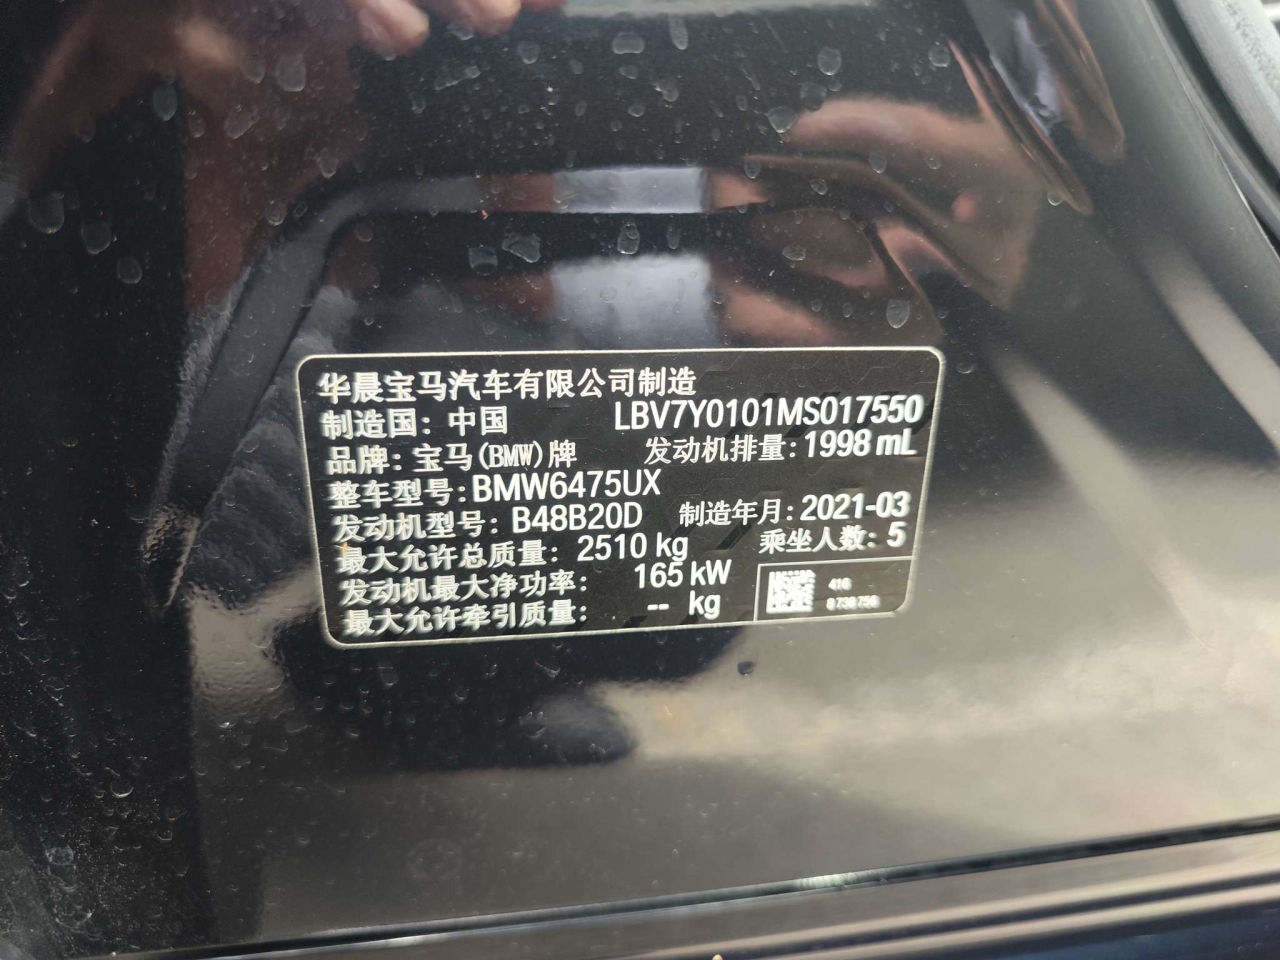 华晨宝马汽车有限公司制造
制造国：中国 LBV7Y0101MS017550
品牌：宝马(BMW)牌 发动机排量：1998 mL
整车型号：BMW6475UX
发动机型号：B48B20D 制造年月：2021-03
最大允许总质量：2510 kg 乘坐人数：5
发动机最大净功率：165 kW
最大允许牵引质量：-- kg
416
0730756